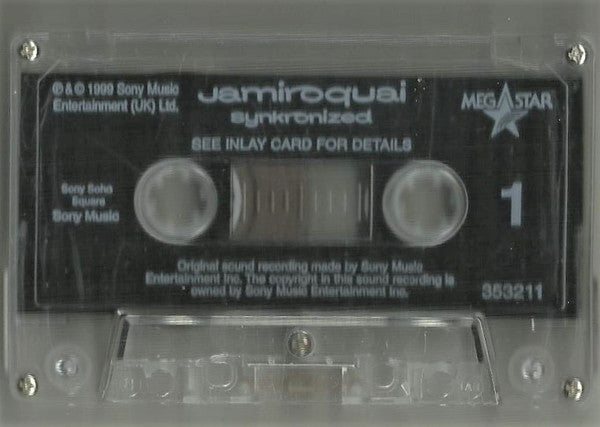 ℗ & © 1999 Sony Music
Entertainment (UK) Ltd.
Jamiroquai
synkronized
MEGASTAR
SEE INLAY CARD FOR DETAILS
Sony Soho
Square
Sony Music
1
Original sound recording made by Sony Music
Entertainment Inc. The copyright in this sound recording is
owned by Sony Music Entertainment Inc.
353211